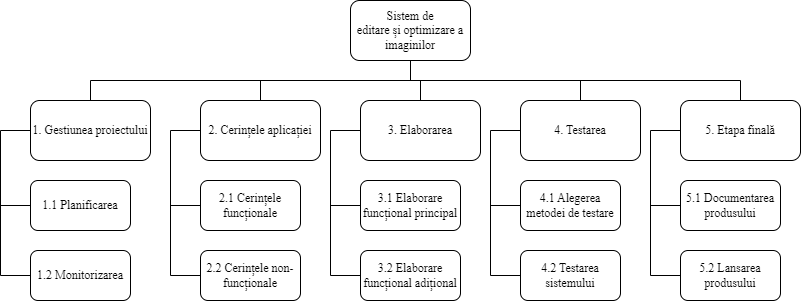 Sistem de
editare și optimizare a
imaginilor
1. Gestiunea proiectului
2. Cerințele aplicației
3. Elaborarea
4. Testarea
5. Etapa finală
1.1 Planificarea
2.1 Cerințele
funcționale
3.1 Elaborare
funcțional principal
4.1 Alegerea
metodei de testare
5.1 Documentarea
produsului
1.2 Monitorizarea
2.2 Cerințele non-
funcționale
3.2 Elaborare
funcțional adițional
4.2 Testarea
sistemului
5.2 Lansarea
produsului